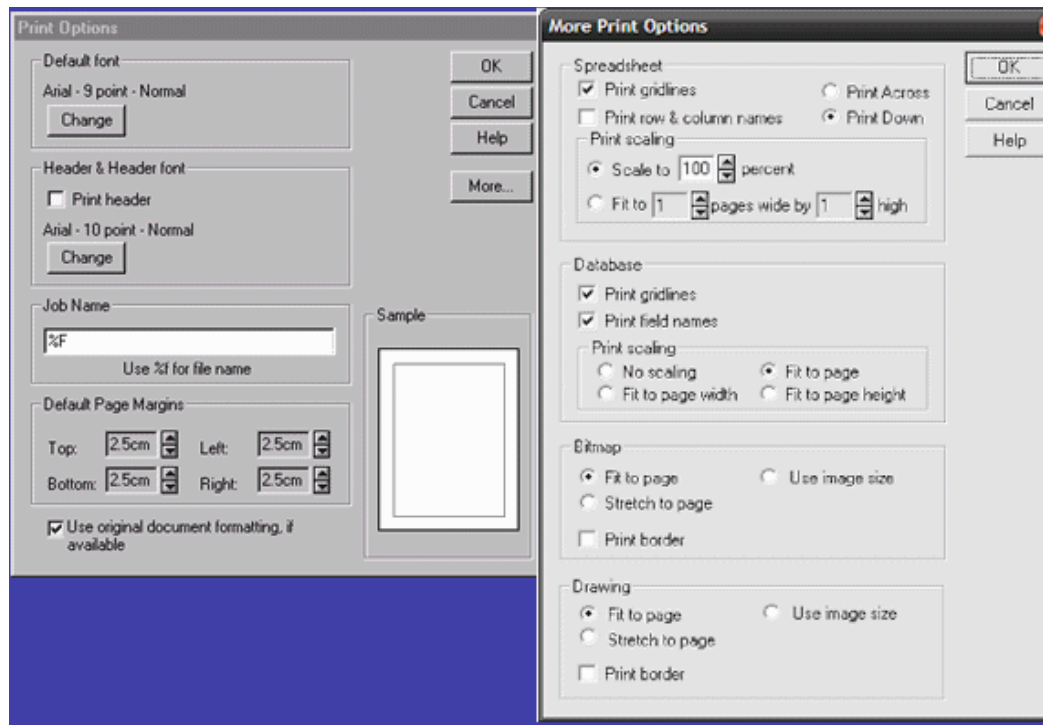 Print Options
Default font
Arial - 9 point - Normal
Change
OK
Cancel
Help
More...
Header & Header font
Print header
Arial - 10 point - Normal
Change
Job Name
%F
Use %f for file name
Sample
Default Page Margins
Top: 2.5cm Left: 2.5cm
Bottom: 2.5cm Right: 2.5cm
Use original document formatting, if
available
More Print Options
OK
Cancel
Help
Spreadsheet
Print gridlines Print Across
Print row & column names Print Down
Print scaling
Scale to 100 percent
Fit to 1 pages wide by 1 high
Database
Print gridlines
Print field names
Print scaling
No scaling Fit to page
Fit to page width Fit to page height
Bitmap
Fit to page Use image size
Stretch to page
Print border
Drawing
Fit to page Use image size
Stretch to page
Print border